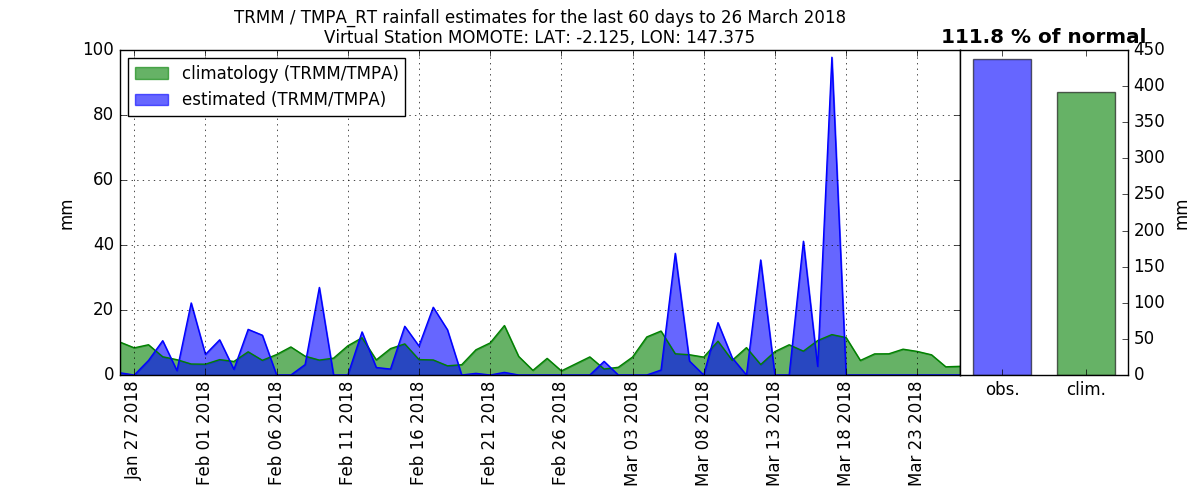 TRMM / TMPA_RT rainfall estimates for the last 60 days to 26 March 2018
Virtual Station MOMOTE: LAT: -2.125, LON: 147.375
111.8 % of normal
climatology (TRMM/TMPA)
estimated (TRMM/TMPA)
mm
100
80
60
40
20
0
Jan 27 2018
Feb 01 2018
Feb 06 2018
Feb 11 2018
Feb 16 2018
Feb 21 2018
Feb 26 2018
Mar 03 2018
Mar 08 2018
Mar 13 2018
Mar 18 2018
Mar 23 2018
obs.
clim.
450
400
350
300
250
200
150
100
50
0
mm